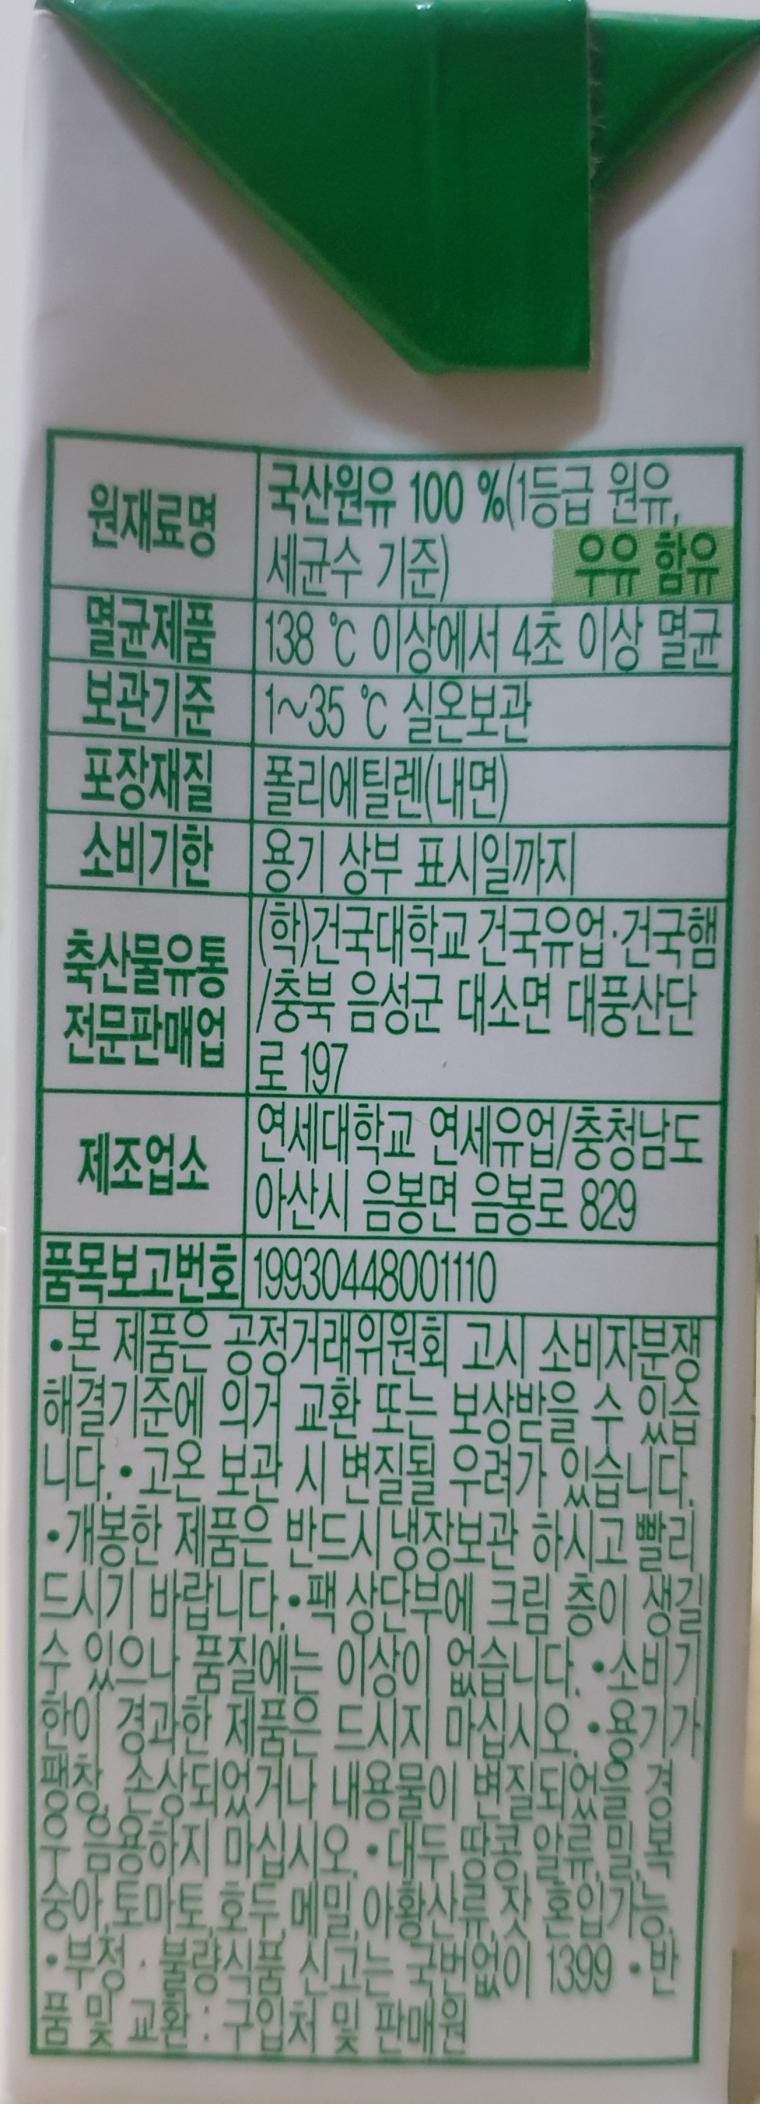 원재료명
국산원유 100 %(1등급 원유,
세균수 기준)
우유 함유
멸균제품
138 ℃ 이상에서 4초 이상 멸균
보관기준
1~35 ℃ 실온보관
포장재질
폴리에틸렌(내면)
소비기한
용기 상부 표시일까지
축산물유통
전문판매업
(학)건국대학교 건국유업·건국햄
/충북 음성군 대소면 대풍산단
로 197
제조업소
연세대학교 연세유업/충청남도
아산시 음봉면 음봉로 829
품목보고번호
19930448001110
•본 제품은 공정거래위원회 고시 소비자분쟁
해결기준에 의거 교환 또는 보상받을 수 있습
니다.•고온 보관 시 변질될 우려가 있습니다.
•개봉한 제품은 반드시 냉장보관 하시고 빨리
드시기 바랍니다.•팩 상단부에 크림 층이 생길
수 있으나 품질에는 이상이 없습니다.•소비기
한이 경과한 제품은 드시지 마십시오.•용기가
팽창, 손상되었거나 내용물이 변질되었을 경
우 음용하지 마십시오.•대두,땅콩,알류,밀,복
숭아,토마토,호두,메밀,아황산류,잣 혼입가능.
•부정·불량식품 신고는 국번없이 1399 •반
품 및 교환 : 구입처 및 판매원